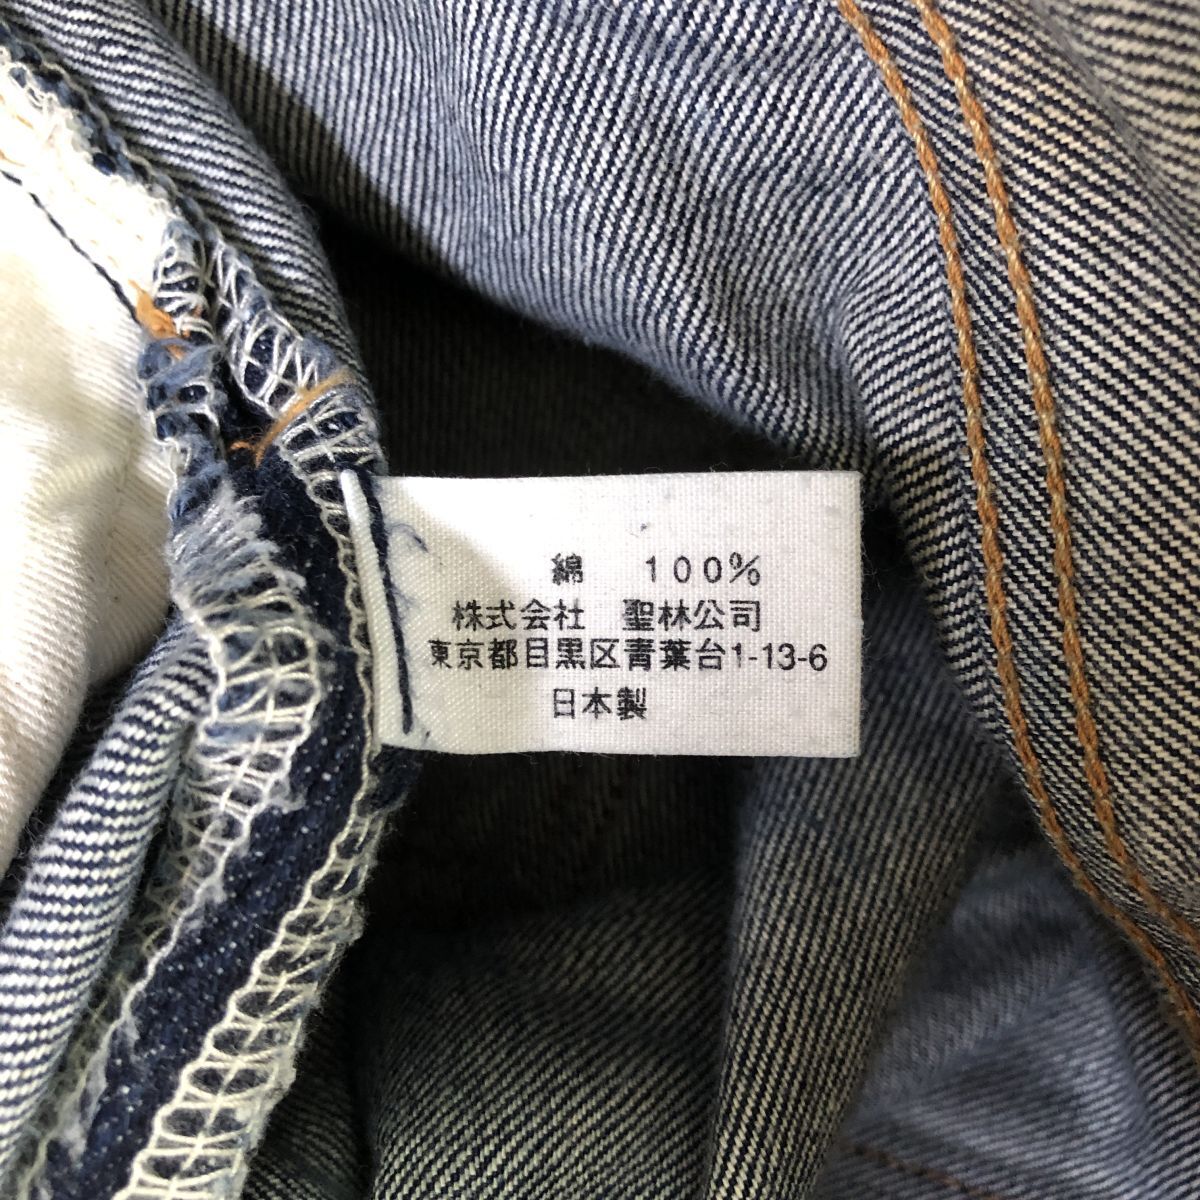 綿　100%
株式会社　聖林公司
東京都目黒区青葉台1-13-6
日本製